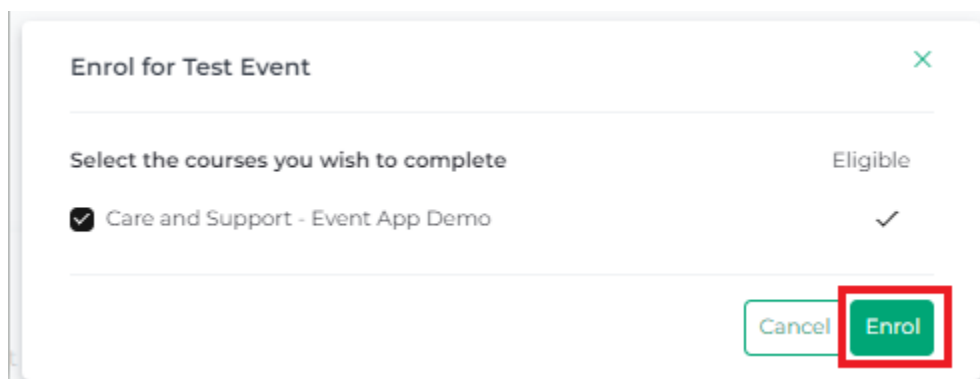 Enrol for Test Event
Select the courses you wish to complete Eligible
Care and Support - Event App Demo
Cancel Enrol